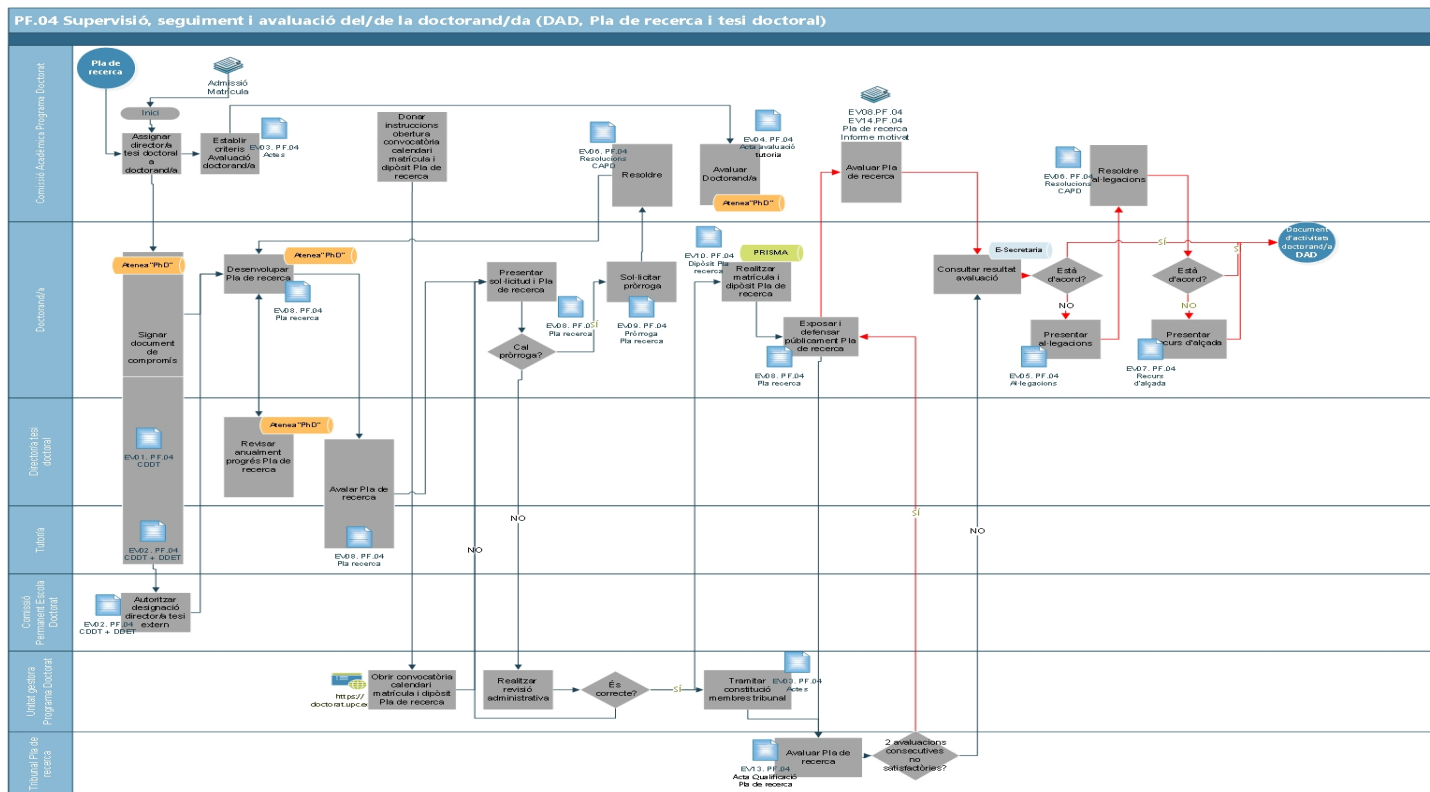 PF.04 Supervisió, seguiment i avaluació del/de la doctorand/da (DAD, Pla de recerca i tesi doctoral)
Comissió Acadèmica Programa Doctorat
Pla de
recerca
Admissió
Matrícula
Inici
Assignar
director/a
tesi doctoral
a
doctorand/a
Establir
criteris
Avaluació
doctorand/a
EV03. PF.04
Actes
Donar
instruccions
obertura
convocatòria
calendari
matrícula i
dipòsit Pla de
recerca
EV06. PF.04
Resolucions
CAPD
Resoldre
EV04. PF.04
Acta avaluació
tutoria
Avaluar
Doctorand/a
Atenea"PhD"
EV08.PF.04
EV14.PF.04
Pla de recerca
Informe motivat
Avaluar Pla
de recerca
EV06. PF.04
Resolucions
CAPD
Resoldre
al·legacions
Doctorand/a
Atenea"PhD"
Signar
document de
compromís
Atenea"PhD"
Desenvolupar
Pla de recerca
EV08. PF.04
Pla recerca
Presentar
sol·licitud i Pla
de recerca
EV08. PF.0
Pla recerca
Cal
pròrroga?
SÍ
Sol·licitar
pròrroga
EV09. PF.04
Pròrroga
Pla recerca
EV10. PF.04
Dipòsit Pla
recerca
PRISMA
Realitzar
matrícula i
dipòsit Pla de
recerca
Exposar i
defensar
públicament Pla
de recerca
EV08. PF.04
Pla recerca
E-Secretaria
Consultar resultat
avaluació
Està
d'acord?
SÍ
NO
Presentar
al·legacions
EV05. PF.04
Al·legacions
Està
d'acord?
S
NO
Presentar
recurs d'alçada
EV07. PF.04
Recurs
d'alçada
Document
d'activitats
doctorand/a
DAD
Director/a tesi
doctoral
EV01. PF.04
CDDT
Atenea"PhD"
Revisar
anualment
progrés Pla de
recerca
Avalar Pla de
recerca
NO
SÍ
Tutor/a
EV02. PF.04
CDDT + DDET
EV08. PF.04
Pla recerca
NO
NO
Comissió
Permanent Escola
Doctorat
EV02. PF.04
CDDT + DDET
Autoritzar
designació
director/a tesi
extern
Unitat gestora
Programa Doctorat
https://
doctorat.upc.e
Obrir convocatòria
calendari
matrícula i dipòsit
Pla de recerca
Realitzar
revisió
administrativa
És
correcte?
SÍ
Tramitar
constitució
membres tribunal
EV03. PF.04
Actes
Tribunal Pla de
recerca
EV13. PF.04
Acta Qualificació
Pla de recerca
Avaluar Pla de
recerca
2 avaluacions
consecutives
no
satisfactòries?